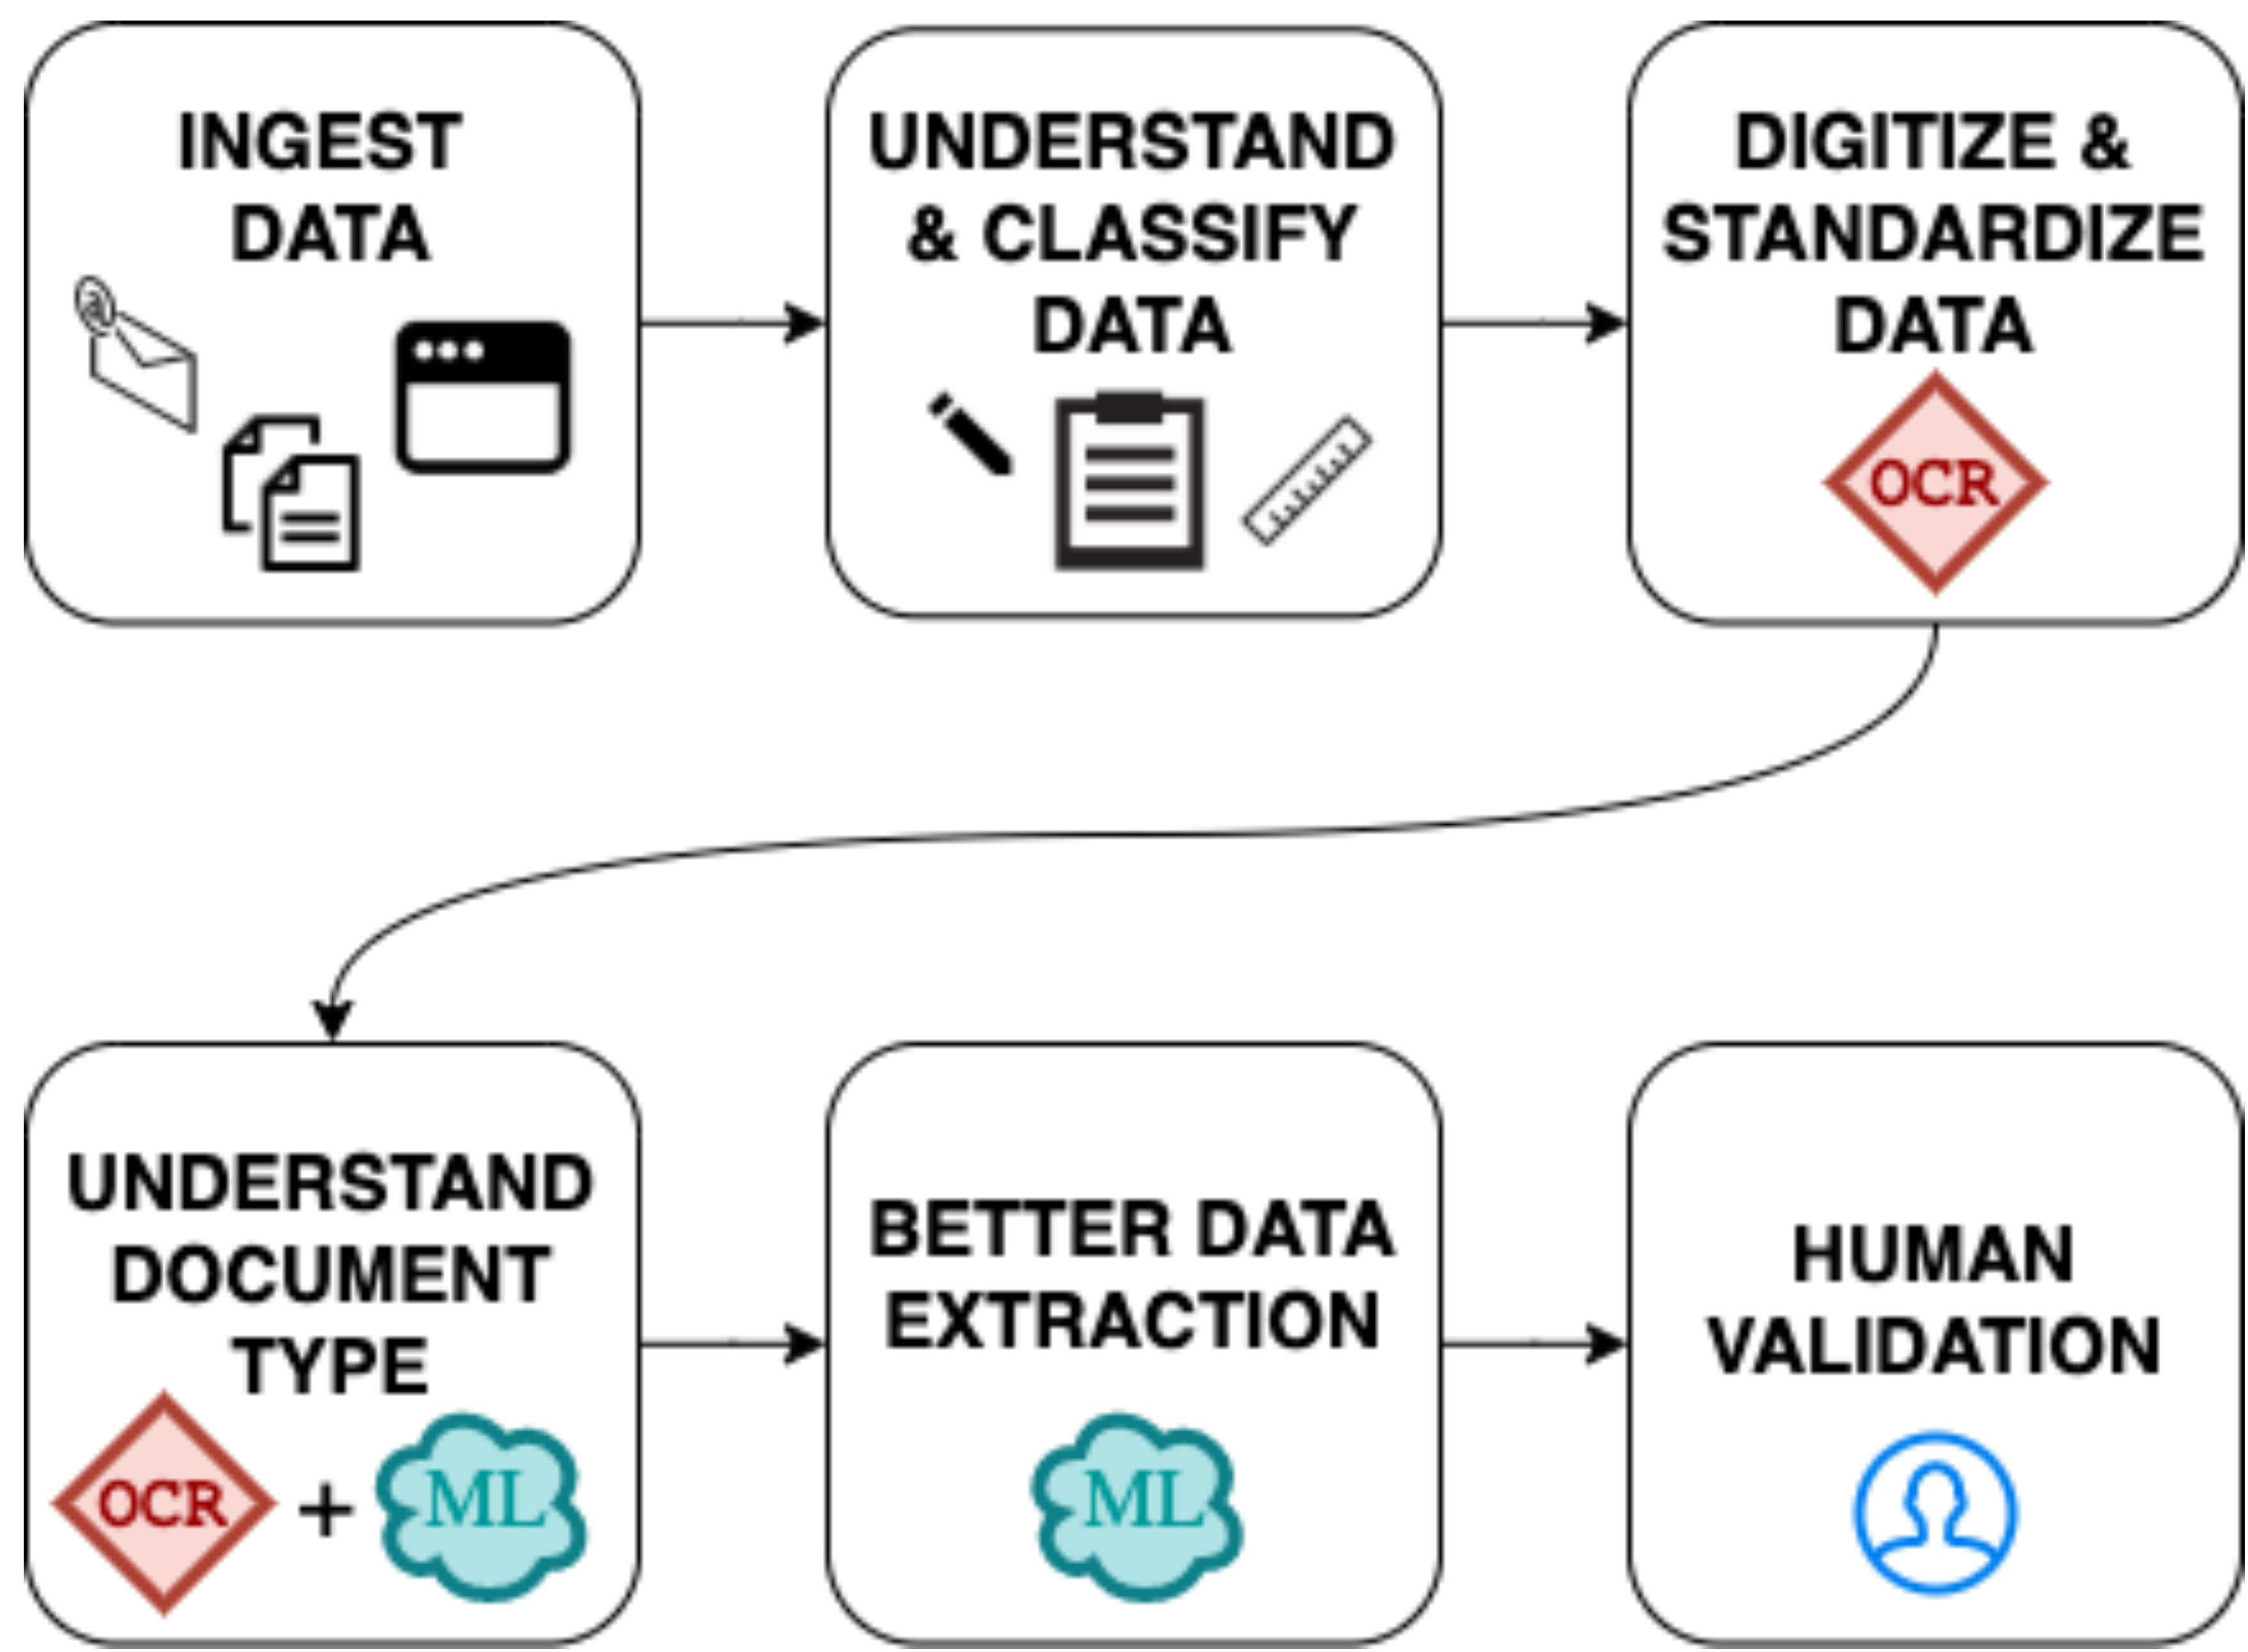 INGEST
DATA
@
UNDERSTAND
& CLASSIFY
DATA
DIGITIZE &
STANDARDIZE
DATA
OCR
UNDERSTAND
DOCUMENT
TYPE
OCR + ML
BETTER DATA
EXTRACTION
ML
HUMAN
VALIDATION